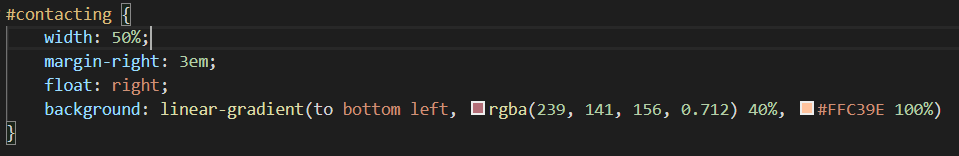 #contacting {
width: 50%;
margin-right: 3em;
float: right;
background: linear-gradient(to bottom left, rgba(239, 141, 156, 0.712) 40%, #FFC39E 100%)
}